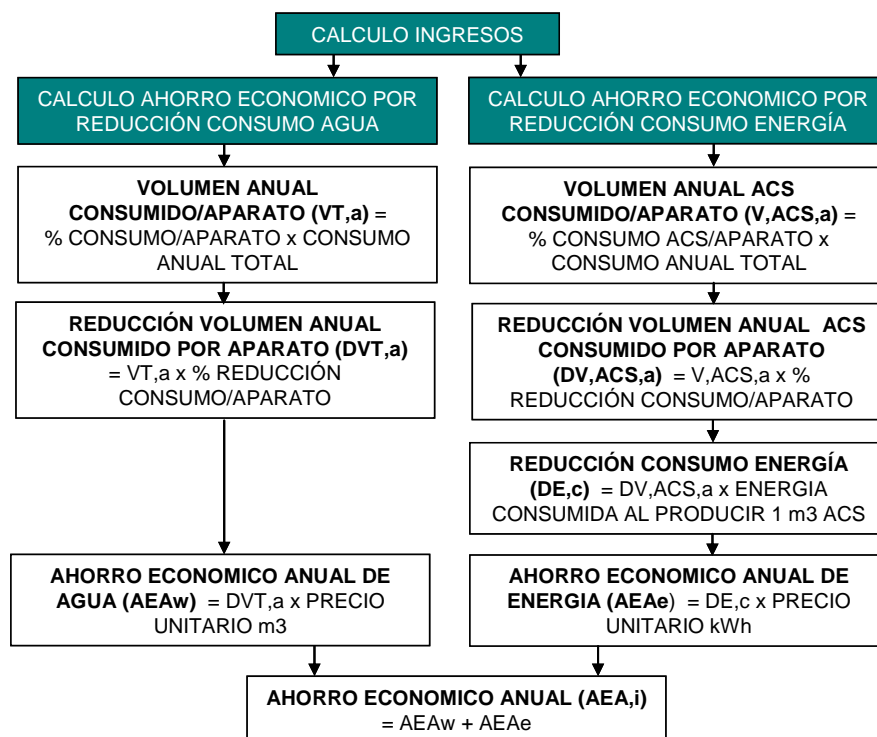 CALCULO INGRESOS
CALCULO AHORRO ECONOMICO POR
REDUCCIÓN CONSUMO AGUA
CALCULO AHORRO ECONOMICO POR
REDUCCIÓN CONSUMO ENERGÍA
VOLUMEN ANUAL
CONSUMIDO/APARATO (VT,a) =
% CONSUMO/APARATO x CONSUMO
ANUAL TOTAL
VOLUMEN ANUAL ACS
CONSUMIDO/APARATO (V,ACS,a) =
% CONSUMO ACS/APARATO x
CONSUMO ANUAL TOTAL
REDUCCIÓN VOLUMEN ANUAL
CONSUMIDO POR APARATO (DVT,a)
= VT,a x % REDUCCIÓN
CONSUMO/APARATO
REDUCCIÓN VOLUMEN ANUAL ACS
CONSUMIDO POR APARATO
(DV,ACS,a) = V,ACS,a x %
REDUCCIÓN CONSUMO/APARATO
REDUCCIÓN CONSUMO ENERGÍA
(DE,c) = DV,ACS,a x ENERGIA
CONSUMIDA AL PRODUCIR 1 m3 ACS
AHORRO ECONOMICO ANUAL DE
AGUA (AEAw) = DVT,a x PRECIO
UNITARIO m3
AHORRO ECONOMICO ANUAL DE
ENERGIA (AEAe) = DE,c x PRECIO
UNITARIO kWh
AHORRO ECONOMICO ANUAL (AEA,i)
= AEAw + AEAe